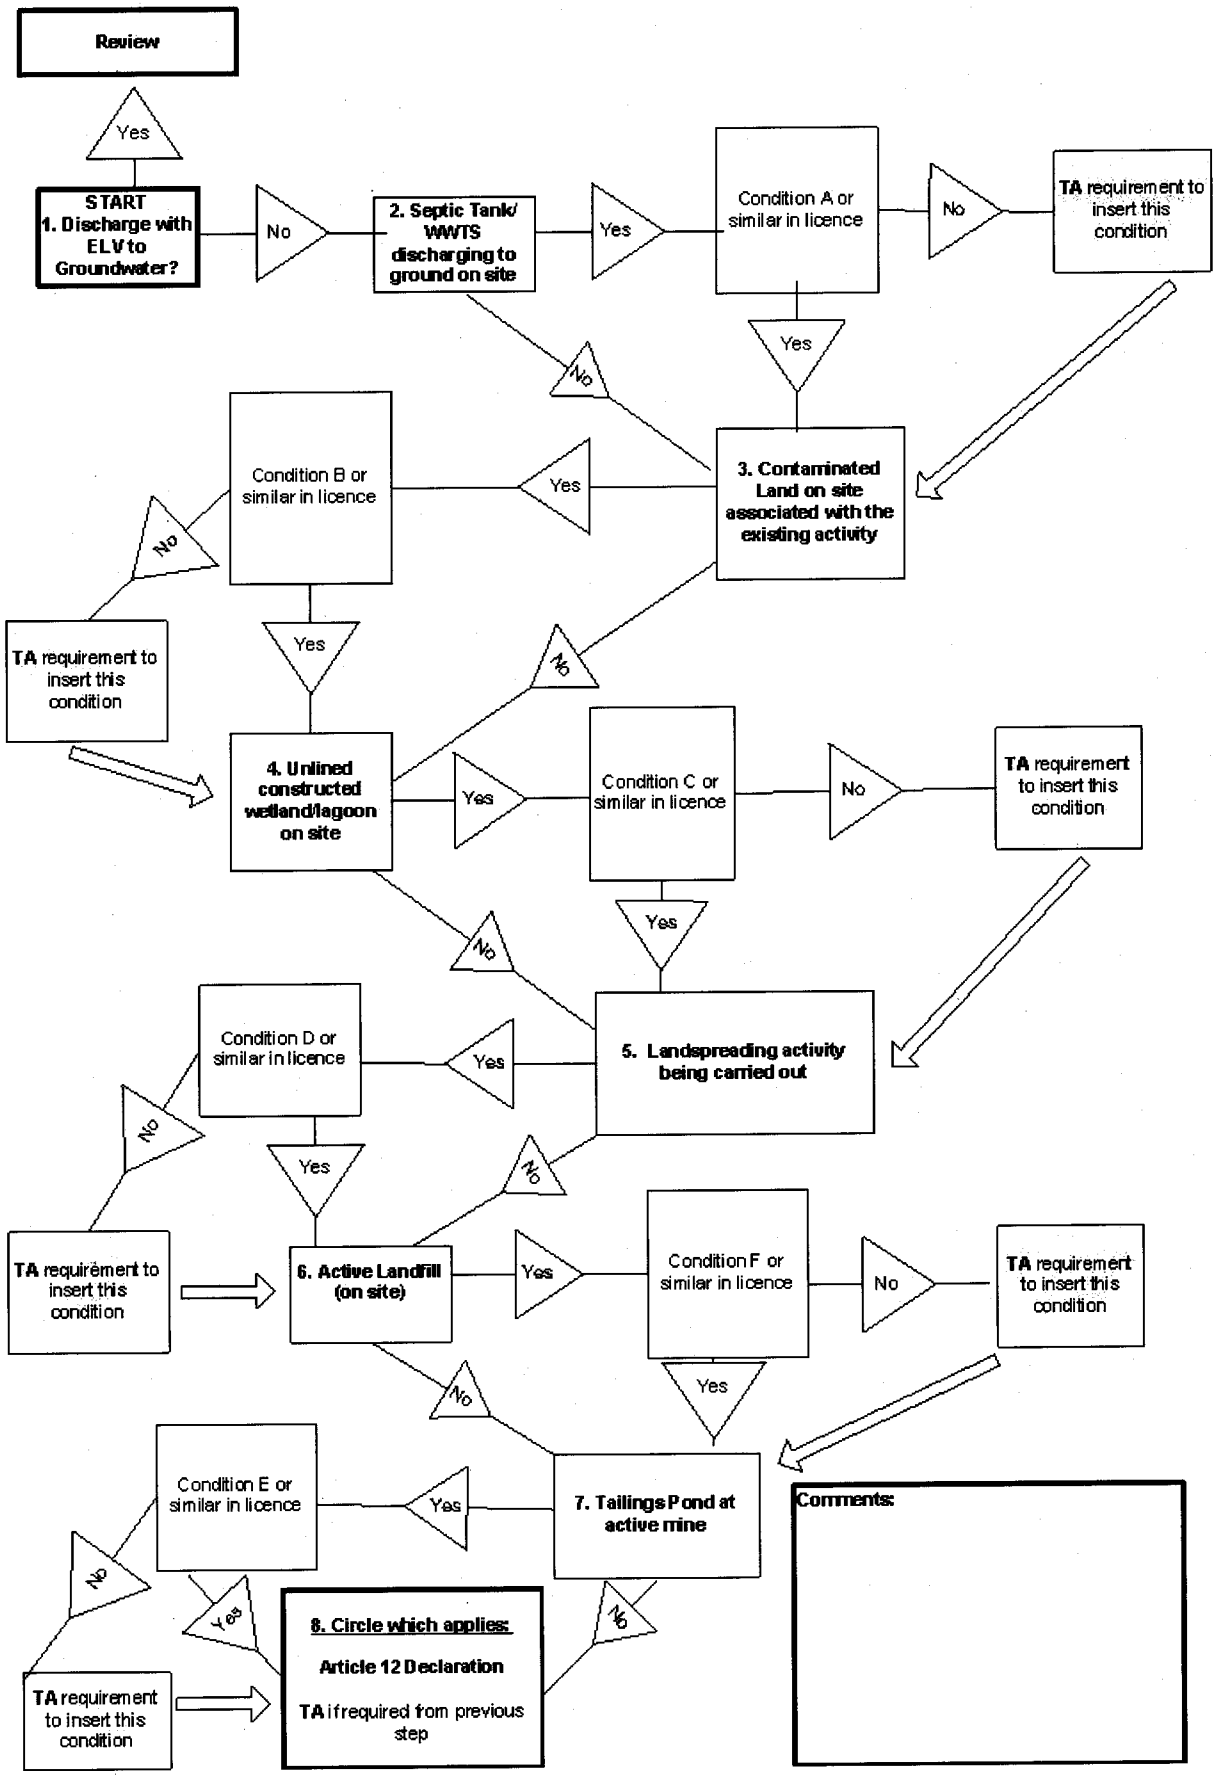 Review
Yes
START
1. Discharge with
ELV to
Groundwater?
No
2. Septic Tank/
WWTS
discharging to
ground on site
Yes
Condition A or
similar in licence
No
TA requirement to
insert this
condition
Yes
No
3. Contaminated
Land on site
associated with the
existing activity
Yes
Condition B or
similar in licence
No
TA requirement to
insert this
condition
Yes
No
4. Unlined
constructed
wetland/lagoon
on site
Yes
Condition C or
similar in licence
No
TA requirement
to insert this
condition
Yes
No
5. Landspreading activity
being carried out
Yes
Condition D or
similar in licence
No
TA requirement to
insert this
condition
Yes
No
6. Active Landfill
(on site)
Yes
Condition F or
similar in licence
No
TA requirement
to insert this
condition
Yes
No
7. Tailings Pond at
active mine
Yes
Condition E or
similar in licence
No
TA requirement
to insert this
condition
Yes
No
8. Circle which applies:
Article 12 Declaration
TA if required from previous
step
Comments: